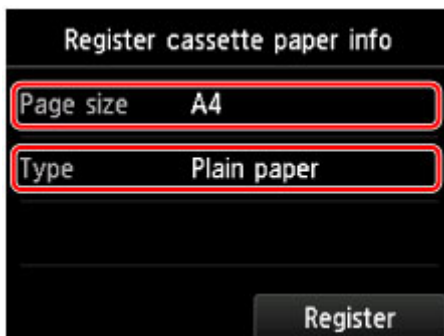 Register cassette paper info
Page size A4
Type Plain paper
Register